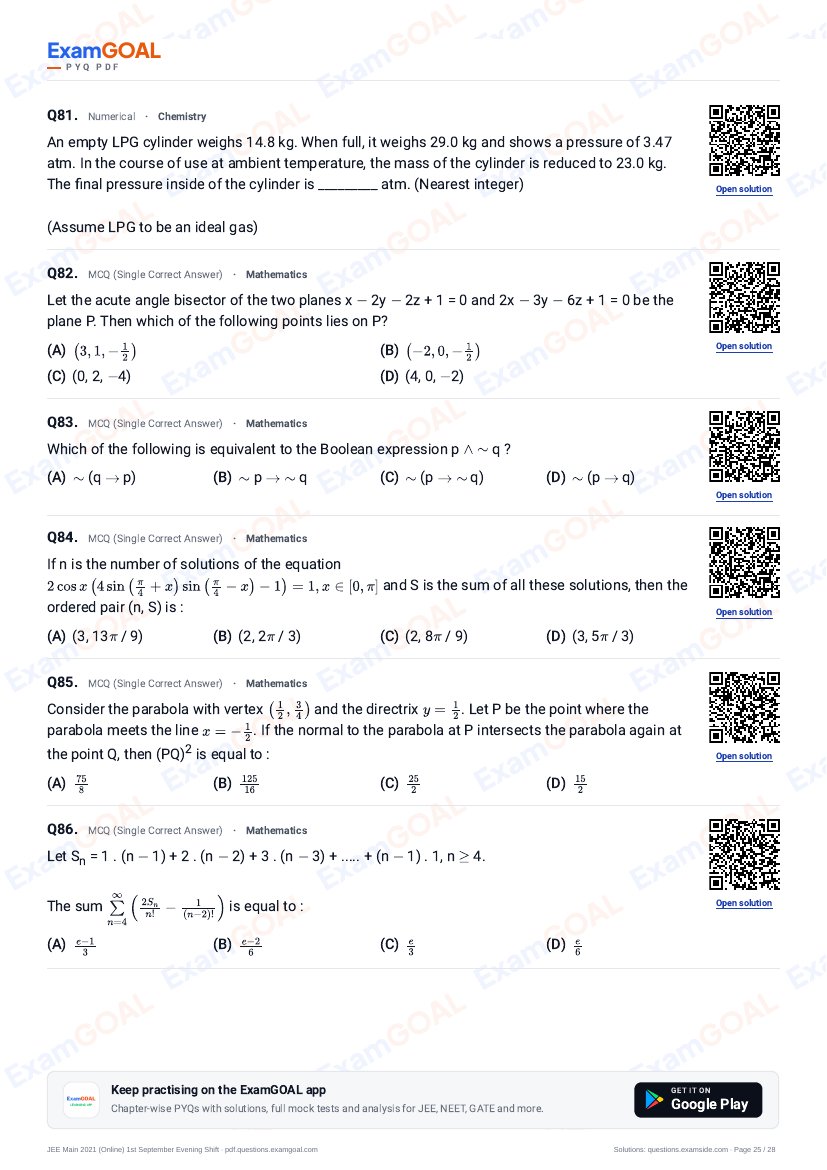 ExamGOAL
PYQ PDF
Q81. Numerical · Chemistry
An empty LPG cylinder weighs 14.8 kg. When full, it weighs 29.0 kg and shows a pressure of 3.47
atm. In the course of use at ambient temperature, the mass of the cylinder is reduced to 23.0 kg.
The final pressure inside of the cylinder is _________ atm. (Nearest integer)
(Assume LPG to be an ideal gas)
Open solution
Q82. MCQ (Single Correct Answer) · Mathematics
Let the acute angle bisector of the two planes x − 2y − 2z + 1 = 0 and 2x − 3y − 6z + 1 = 0 be the
plane P. Then which of the following points lies on P?
(A) (3, 1, −1/2) (B) (−2, 0, −1/2)
(C) (0, 2, −4) (D) (4, 0, −2)
Open solution
Q83. MCQ (Single Correct Answer) · Mathematics
Which of the following is equivalent to the Boolean expression p ∧ ∼ q ?
(A) ∼ (q → p) (B) ∼ p → ∼ q (C) ∼ (p → ∼ q) (D) ∼ (p → q)
Open solution
Q84. MCQ (Single Correct Answer) · Mathematics
If n is the number of solutions of the equation
2 cos x (4 sin (π/4 + x) sin (π/4 − x) − 1) = 1, x ∈ [0, π] and S is the sum of all these solutions, then the
ordered pair (n, S) is :
(A) (3, 13π / 9) (B) (2, 2π / 3) (C) (2, 8π / 9) (D) (3, 5π / 3)
Open solution
Q85. MCQ (Single Correct Answer) · Mathematics
Consider the parabola with vertex (1/2, 3/4) and the directrix y = 1/2. Let P be the point where the
parabola meets the line x = −1/2. If the normal to the parabola at P intersects the parabola again at
the point Q, then (PQ)² is equal to :
(A) 75/8 (B) 125/16 (C) 25/2 (D) 15/2
Open solution
Q86. MCQ (Single Correct Answer) · Mathematics
Let Sₙ = 1 . (n − 1) + 2 . (n − 2) + 3 . (n − 3) + ..... + (n − 1) . 1, n ≥ 4.
The sum ∑_{n=4}^{∞} (2Sₙ/n! − 1/(n−2)!) is equal to :
(A) e−1/3 (B) e−2/6 (C) e/3 (D) e/6
Open solution
Keep practising on the ExamGOAL app
Chapter-wise PYQs with solutions, full mock tests and analysis for JEE, NEET, GATE and more.
GET IT ON
Google Play
JEE Main 2021 (Online) 1st September Evening Shift · pdf.questions.examgoal.com
Solutions: questions.examside.com · Page 25 / 28